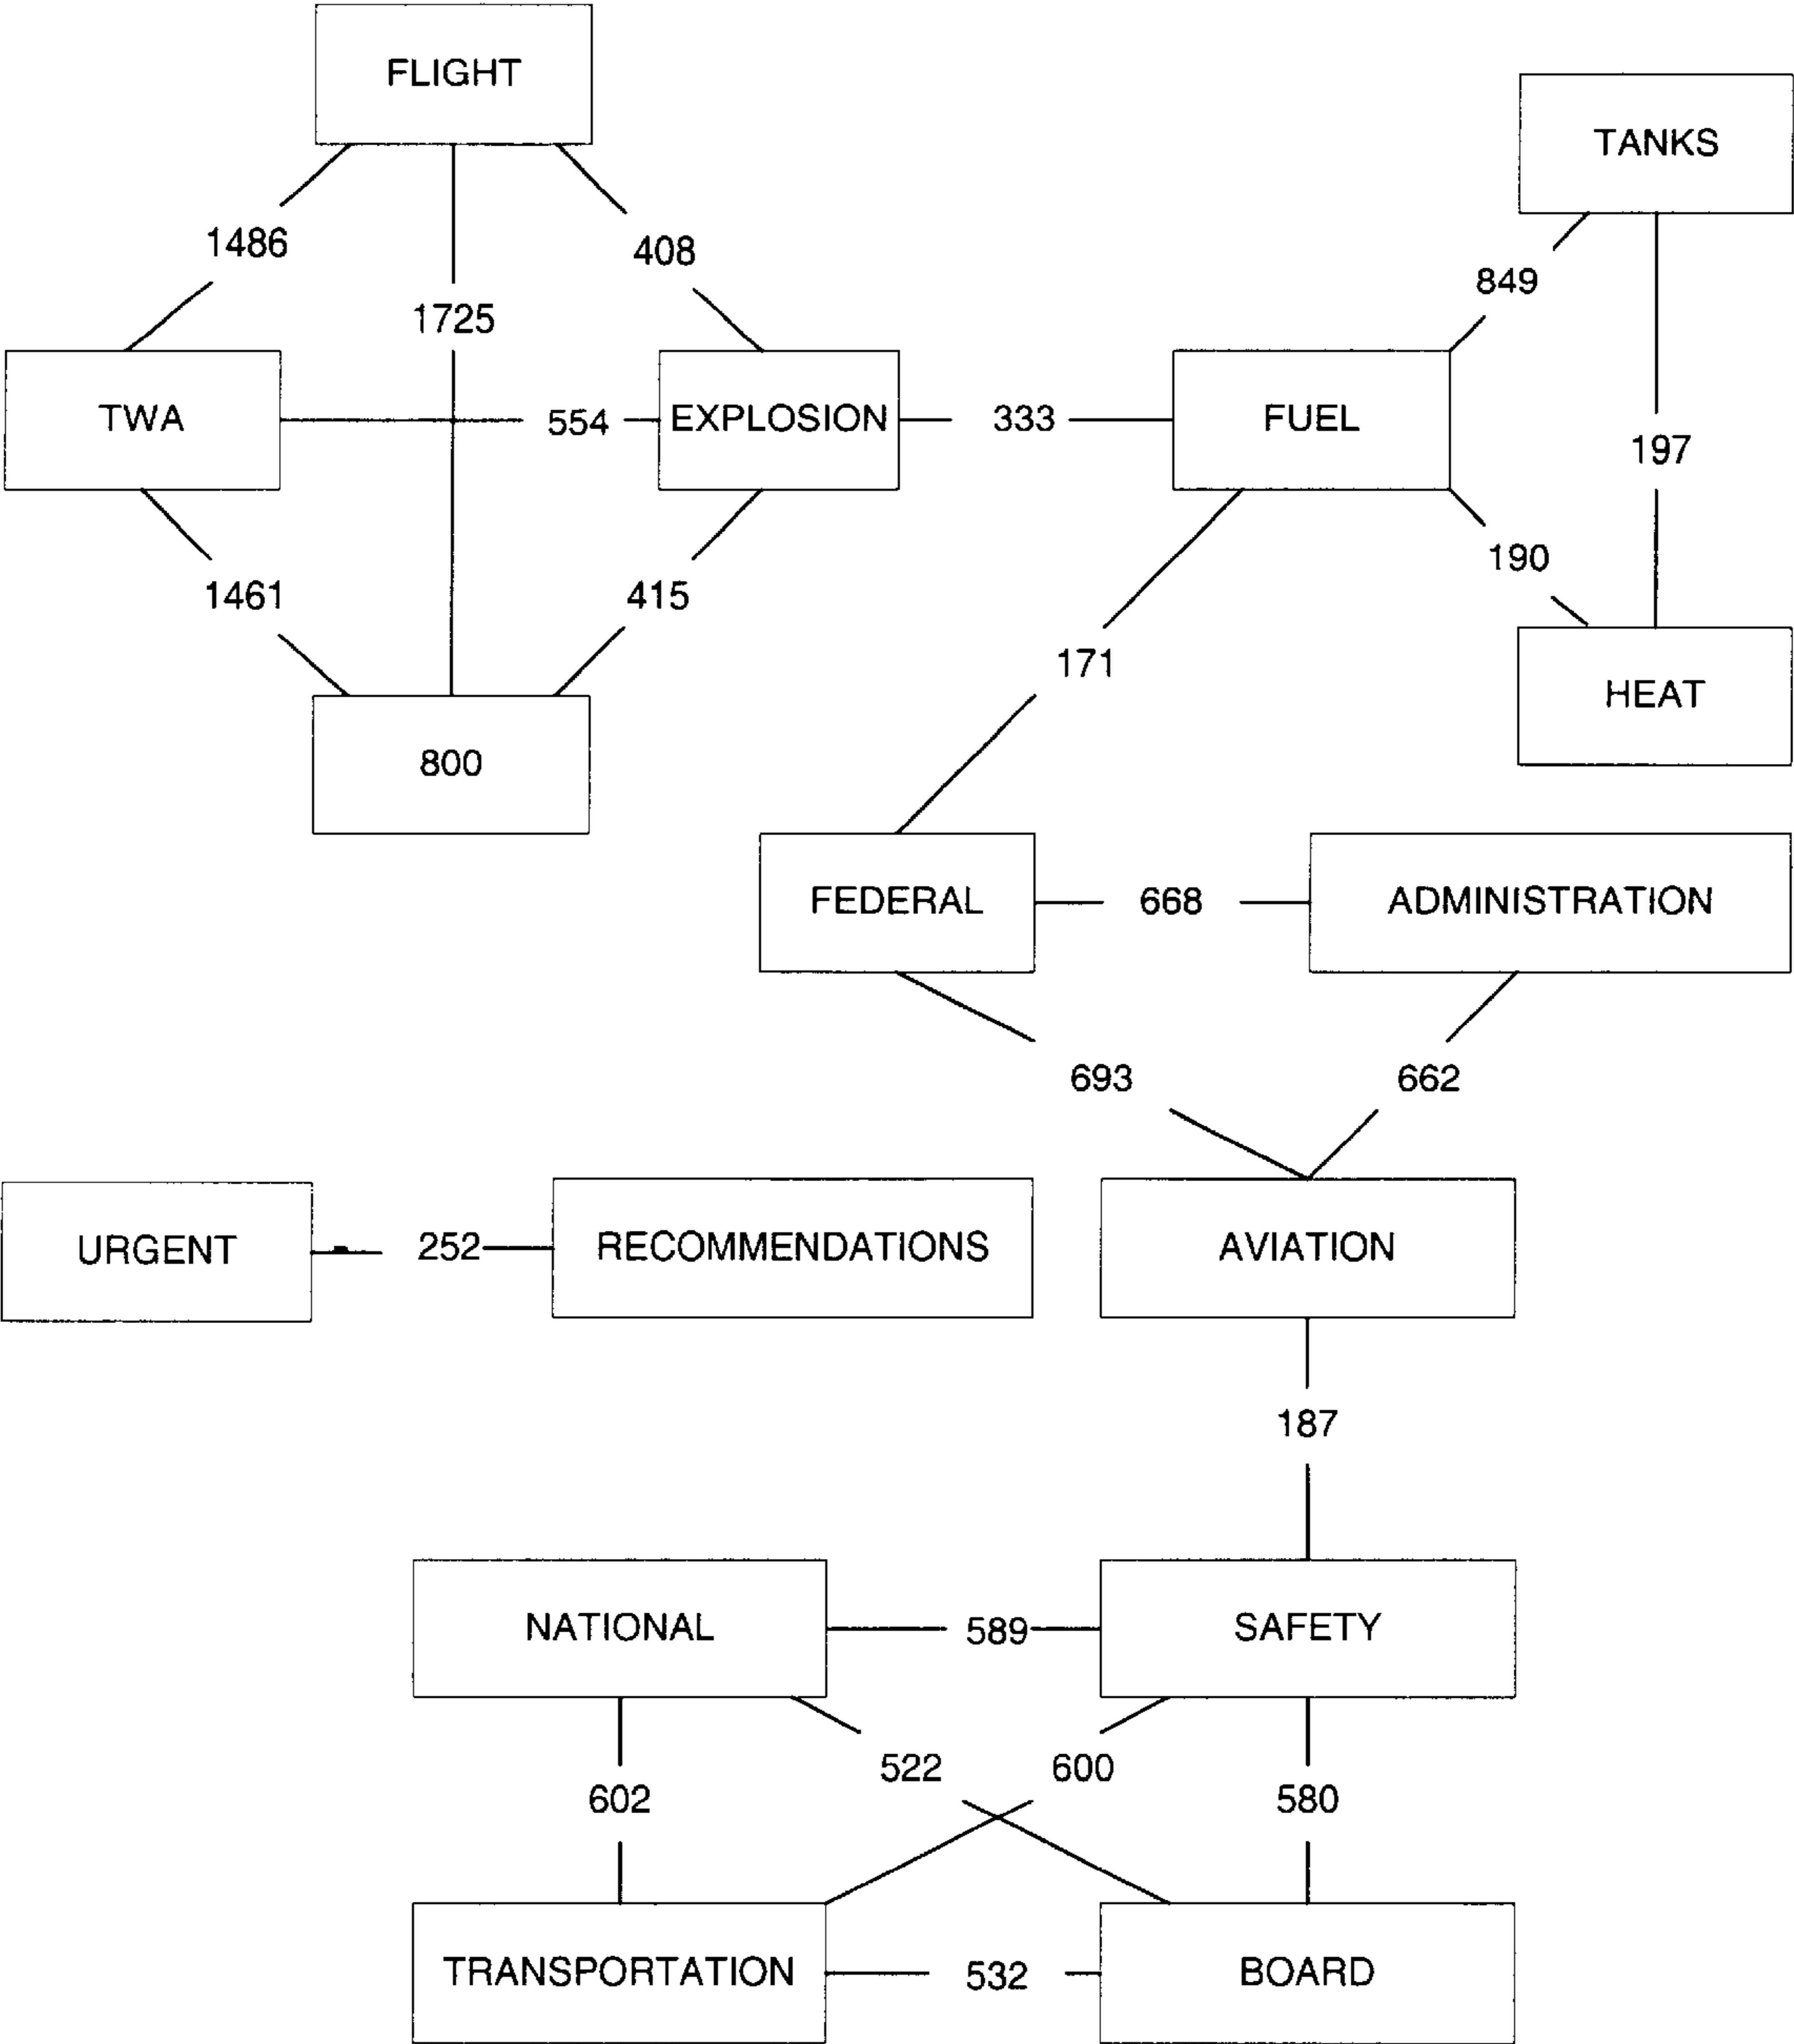 FLIGHT
TANKS
1486
408
849
1725
TWA
554
EXPLOSION
333
FUEL
197
190
1461
415
171
HEAT
800
FEDERAL
668
ADMINISTRATION
693
662
URGENT
252
RECOMMENDATIONS
AVIATION
187
NATIONAL
589
SAFETY
522
600
602
580
TRANSPORTATION
532
BOARD